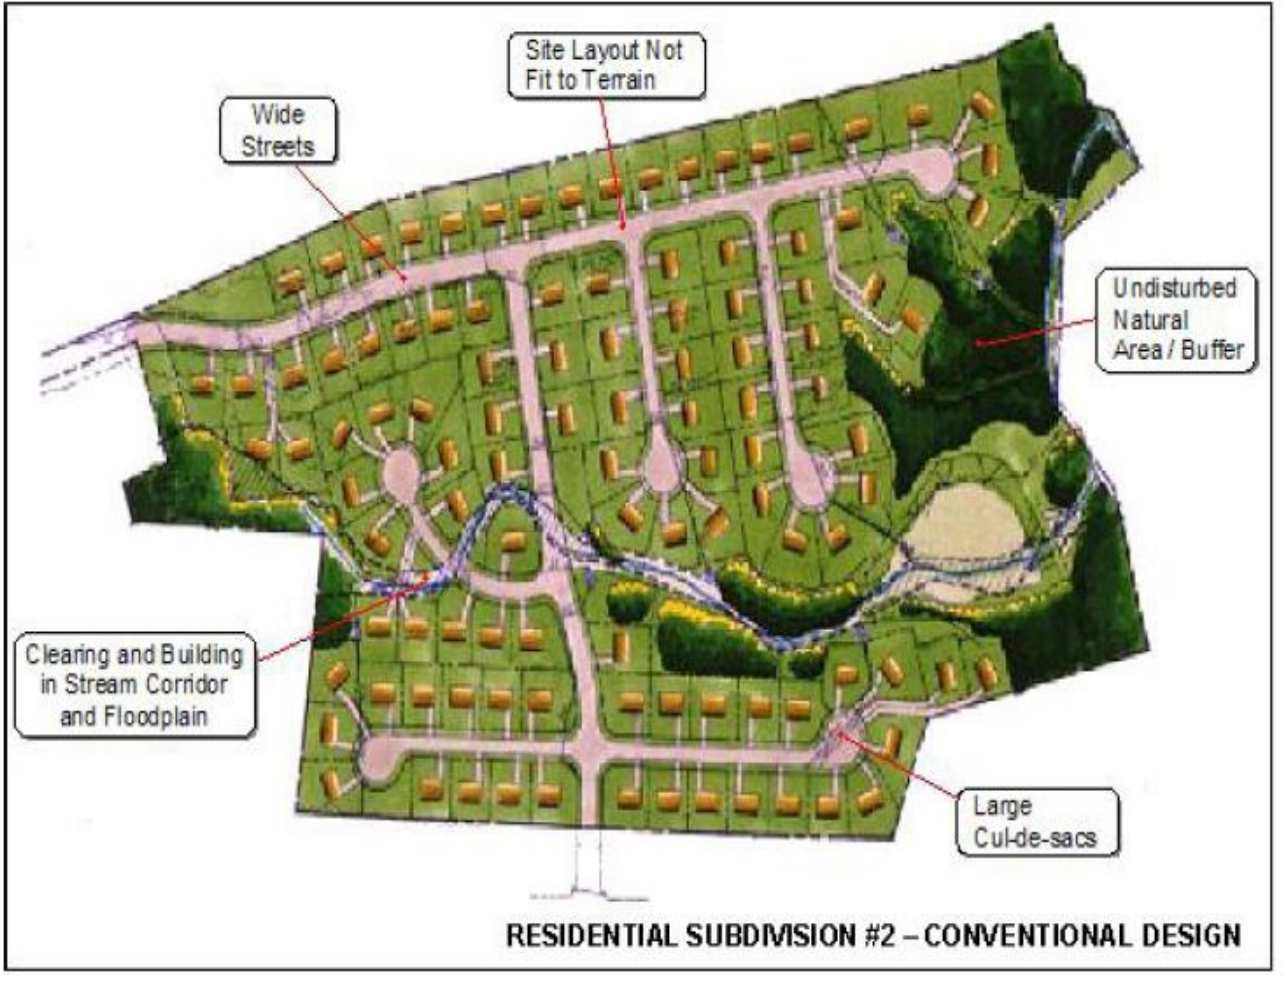 Site Layout Not
Fit to Terrain
Wide
Streets
Undisturbed
Natural
Area / Buffer
Clearing and Building
in Stream Corridor
and Floodplain
Large
Cul-de-sacs
RESIDENTIAL SUBDIVISION #2 – CONVENTIONAL DESIGN